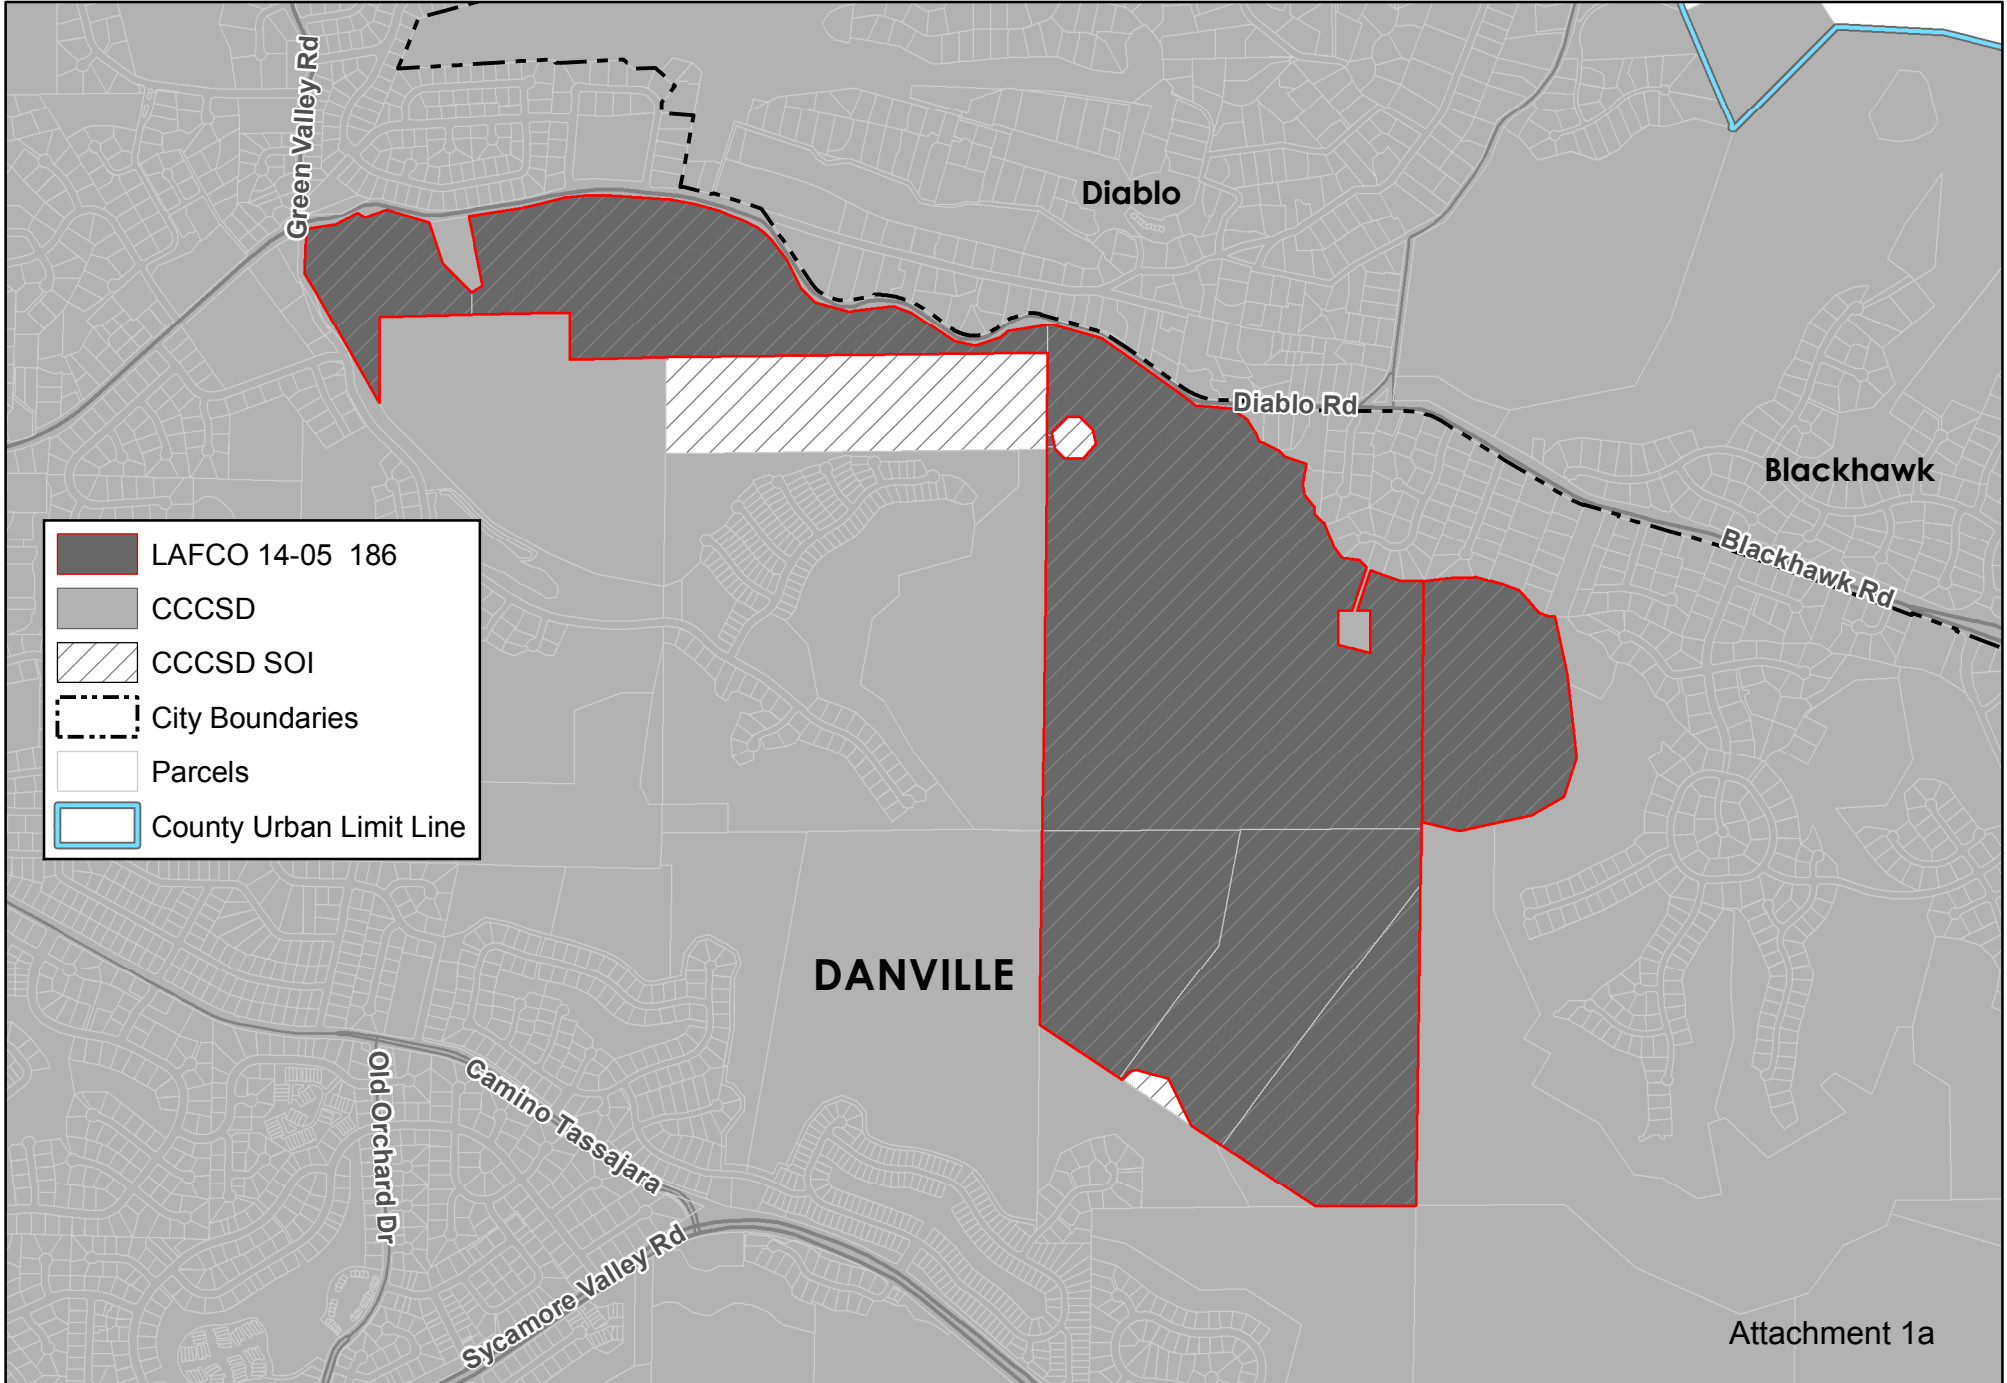 Green Valley Rd
Diablo
Diablo Rd
Blackhawk
Blackhawk Rd
LAFCO 14-05  186
CCCSD
CCCSD SOI
City Boundaries
Parcels
County Urban Limit Line
DANVILLE
Old Orchard Dr
Camino Tassajara
Sycamore Valley Rd
Attachment 1a